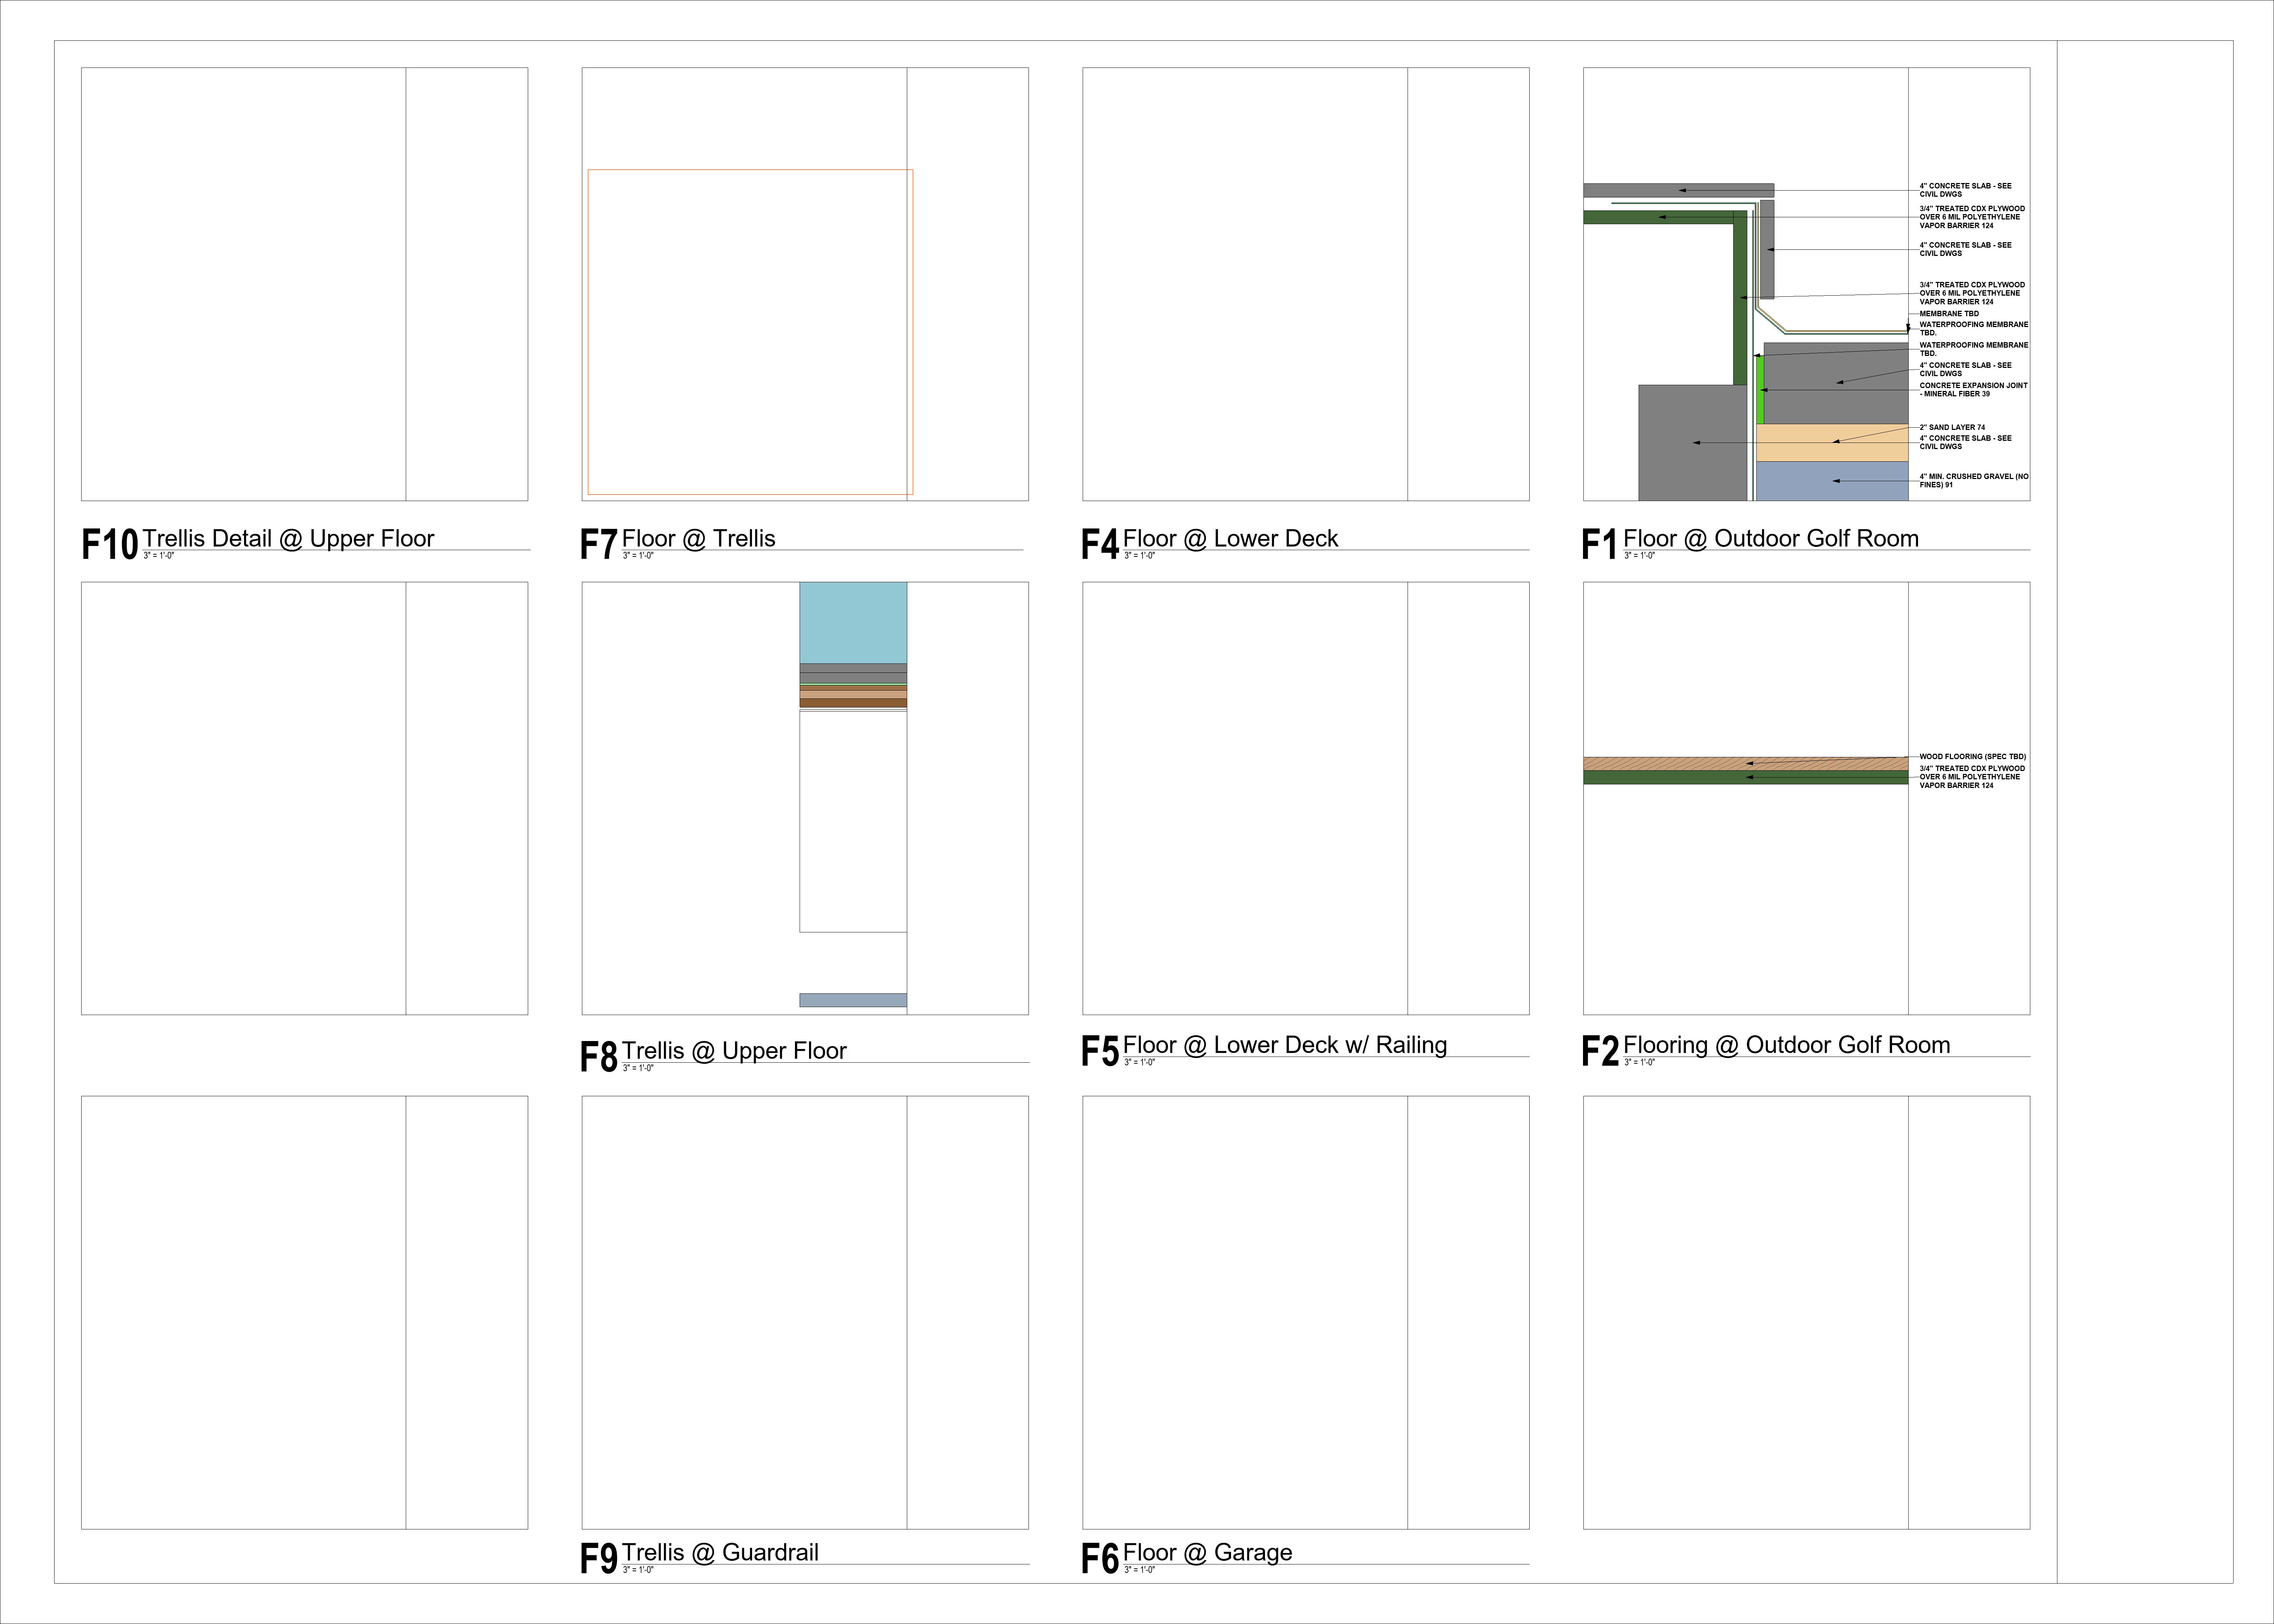 4" CONCRETE SLAB - SEE
CIVIL DWGS
3/4" TREATED CDX PLYWOOD
OVER 6 MIL POLYETHYLENE
VAPOR BARRIER 124
4" CONCRETE SLAB - SEE
CIVIL DWGS
3/4" TREATED CDX PLYWOOD
OVER 6 MIL POLYETHYLENE
VAPOR BARRIER 124
MEMBRANE TBD
WATERPROOFING MEMBRANE
TBD.
WATERPROOFING MEMBRANE
TBD.
4" CONCRETE SLAB - SEE
CIVIL DWGS
CONCRETE EXPANSION JOINT
- MINERAL FIBER 39
2" SAND LAYER 74
4" CONCRETE SLAB - SEE
CIVIL DWGS
4" MIN. CRUSHED GRAVEL (NO
FINES) 91
F10 Trellis Detail @ Upper Floor
3" = 1'-0"
F7 Floor @ Trellis
3" = 1'-0"
F4 Floor @ Lower Deck
3" = 1'-0"
F1 Floor @ Outdoor Golf Room
3" = 1'-0"
WOOD FLOORING (SPEC TBD)
3/4" TREATED CDX PLYWOOD
OVER 6 MIL POLYETHYLENE
VAPOR BARRIER 124
F8 Trellis @ Upper Floor
3" = 1'-0"
F5 Floor @ Lower Deck w/ Railing
3" = 1'-0"
F2 Flooring @ Outdoor Golf Room
3" = 1'-0"
F9 Trellis @ Guardrail
3" = 1'-0"
F6 Floor @ Garage
3" = 1'-0"